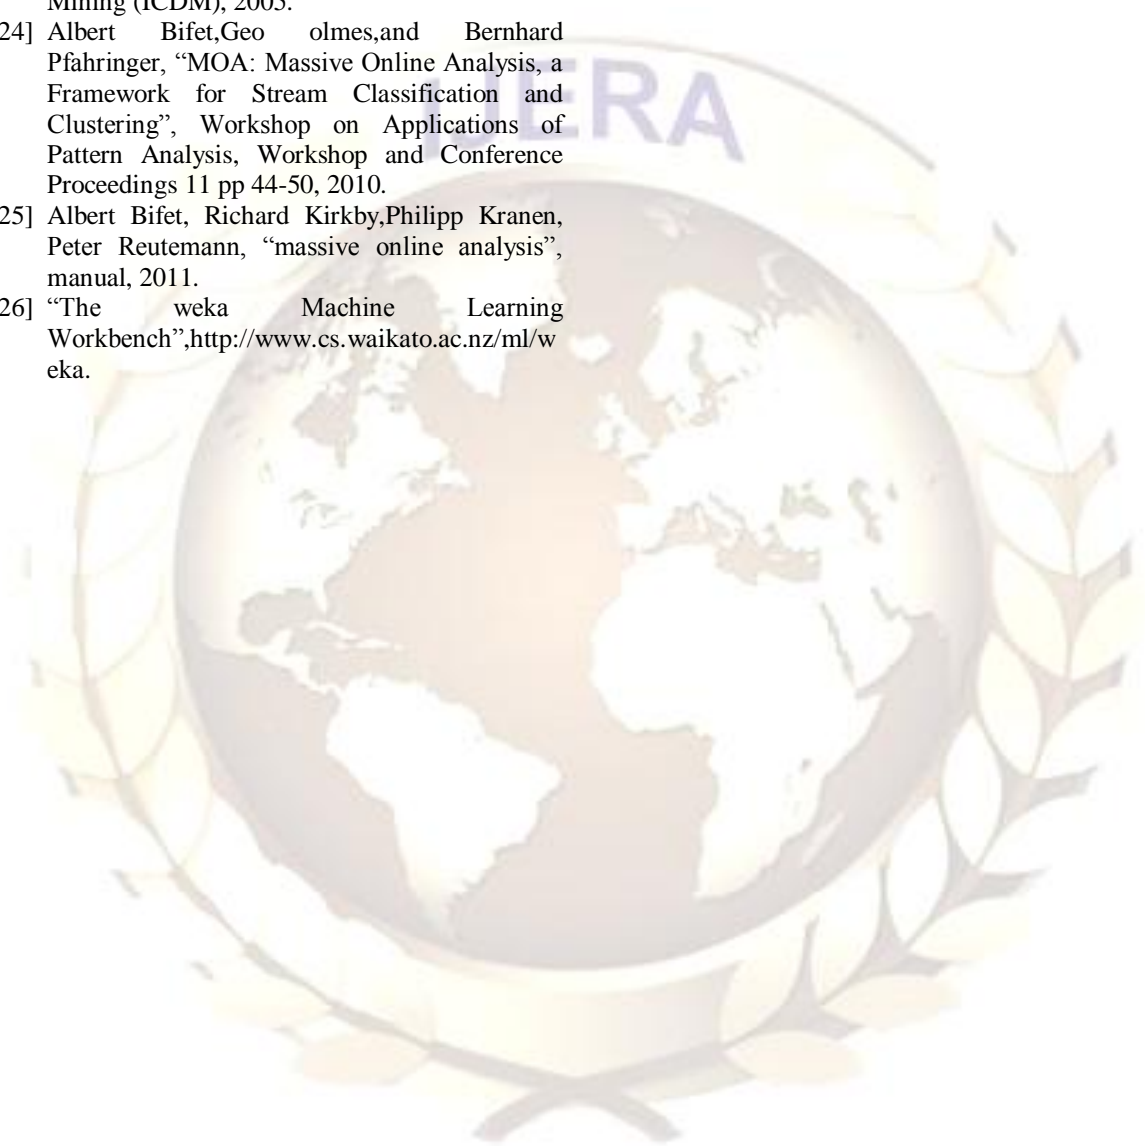 Mining (ICDM), 2005.
24] Albert Bifet,Geo olmes,and Bernhard
Pfahringer, “MOA: Massive Online Analysis, a
Framework for Stream Classification and
Clustering”, Workshop on Applications of
Pattern Analysis, Workshop and Conference
Proceedings 11 pp 44-50, 2010.
25] Albert Bifet, Richard Kirkby,Philipp Kranen,
Peter Reutemann, “massive online analysis”,
manual, 2011.
26] “The weka Machine Learning
Workbench”,http://www.cs.waikato.ac.nz/ml/w
eka.
IJERA